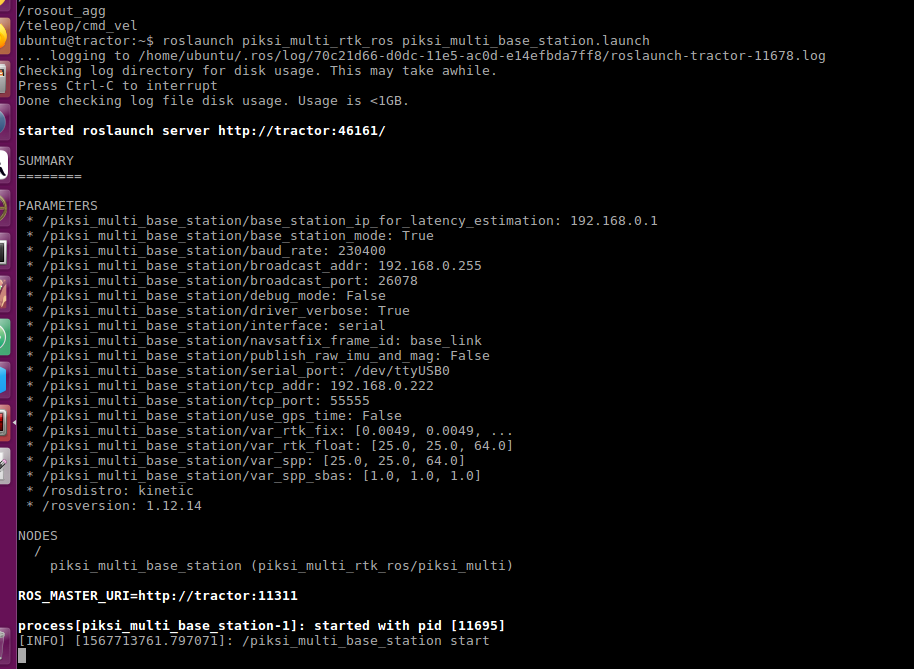 /rosout_agg
/teleop/cmd_vel
ubuntu@tractor:~$ roslaunch piksi_multi_rtk_ros piksi_multi_base_station.launch
... logging to /home/ubuntu/.ros/log/70c21d66-d0dc-11e5-ac0d-e14efbda7ff8/roslaunch-tractor-11678.log
Checking log directory for disk usage. This may take awhile.
Press Ctrl-C to interrupt
Done checking log file disk usage. Usage is <1GB.

started roslaunch server http://tractor:46161/

SUMMARY
========

PARAMETERS
 * /piksi_multi_base_station/base_station_ip_for_latency_estimation: 192.168.0.1
 * /piksi_multi_base_station/base_station_mode: True
 * /piksi_multi_base_station/baud_rate: 230400
 * /piksi_multi_base_station/broadcast_addr: 192.168.0.255
 * /piksi_multi_base_station/broadcast_port: 26078
 * /piksi_multi_base_station/debug_mode: False
 * /piksi_multi_base_station/driver_verbose: True
 * /piksi_multi_base_station/interface: serial
 * /piksi_multi_base_station/navsatfix_frame_id: base_link
 * /piksi_multi_base_station/publish_raw_imu_and_mag: False
 * /piksi_multi_base_station/serial_port: /dev/ttyUSB0
 * /piksi_multi_base_station/tcp_addr: 192.168.0.222
 * /piksi_multi_base_station/tcp_port: 55555
 * /piksi_multi_base_station/use_gps_time: False
 * /piksi_multi_base_station/var_rtk_fix: [0.0049, 0.0049, ...
 * /piksi_multi_base_station/var_rtk_float: [25.0, 25.0, 64.0]
 * /piksi_multi_base_station/var_spp: [25.0, 25.0, 64.0]
 * /piksi_multi_base_station/var_spp_sbas: [1.0, 1.0, 1.0]
 * /rosdistro: kinetic
 * /rosversion: 1.12.14

NODES
  /
    piksi_multi_base_station (piksi_multi_rtk_ros/piksi_multi)

ROS_MASTER_URI=http://tractor:11311

process[piksi_multi_base_station-1]: started with pid [11695]
[INFO] [1567713761.797071]: /piksi_multi_base_station start